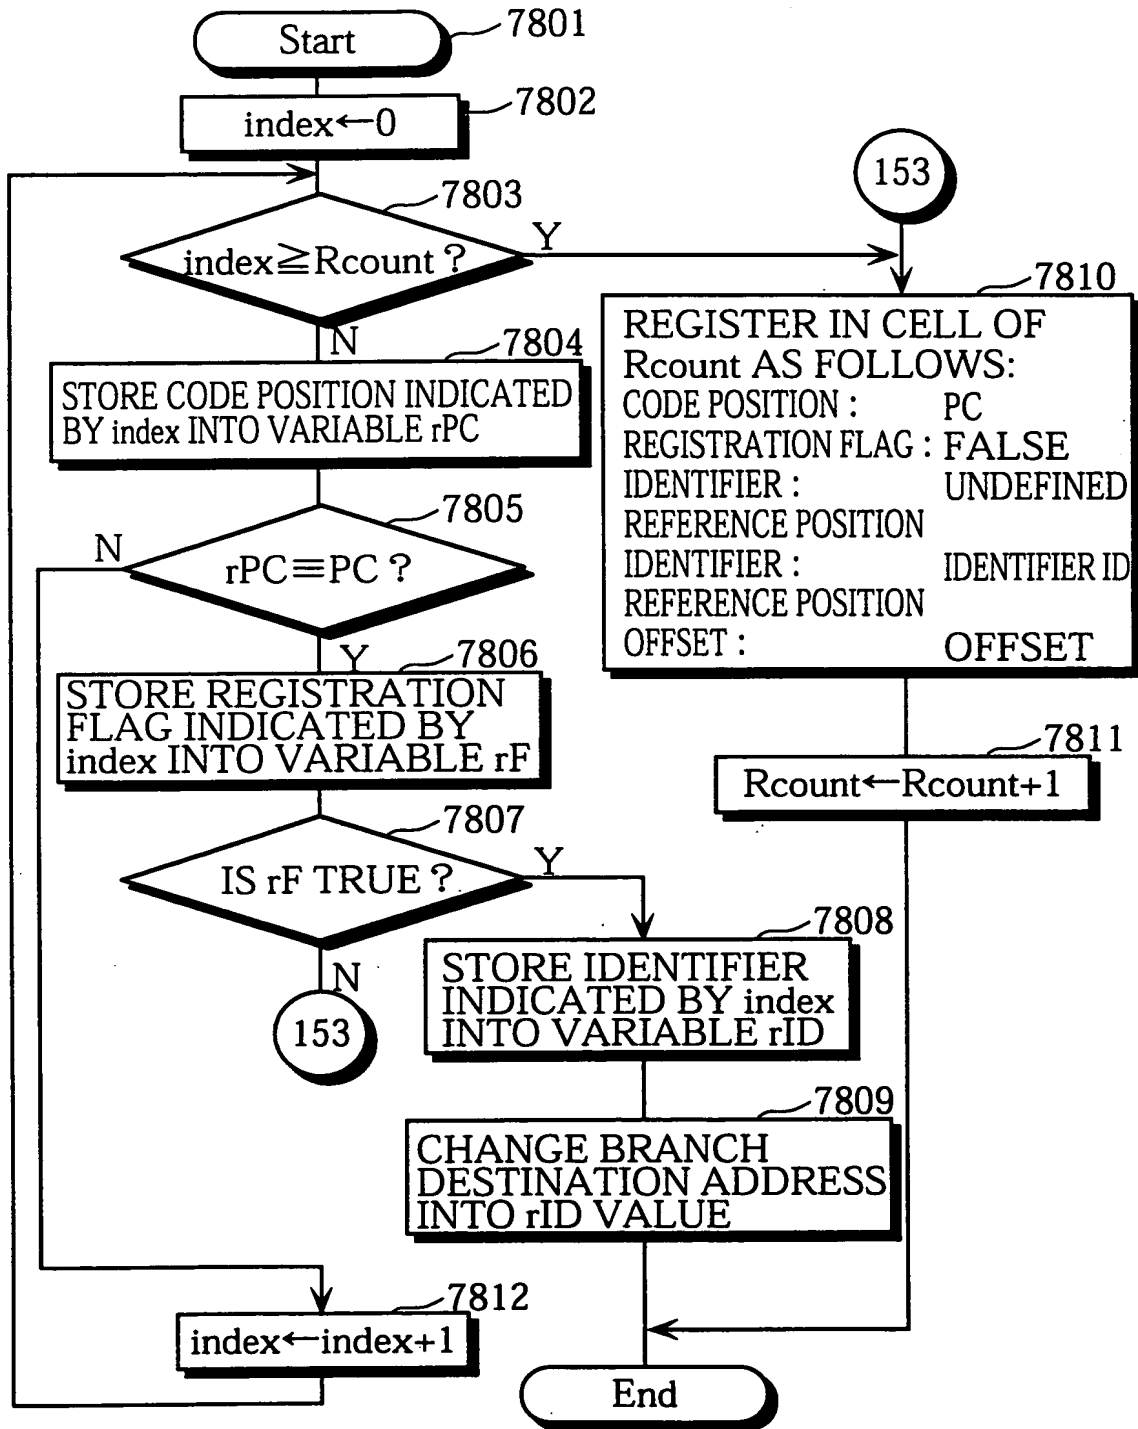 Start
7801
index←0
7802
7803
index≧Rcount ?
Y
N
153
7804
STORE CODE POSITION INDICATED
BY index INTO VARIABLE rPC
7805
rPC≡PC ?
N
Y
7806
STORE REGISTRATION
FLAG INDICATED BY
index INTO VARIABLE rF
7807
IS rF TRUE ?
Y
N
153
7808
STORE IDENTIFIER
INDICATED BY index
INTO VARIABLE rID
7809
CHANGE BRANCH
DESTINATION ADDRESS
INTO rID VALUE
7810
REGISTER IN CELL OF
Rcount AS FOLLOWS:
CODE POSITION : PC
REGISTRATION FLAG : FALSE
IDENTIFIER : UNDEFINED
REFERENCE POSITION
IDENTIFIER : IDENTIFIER ID
REFERENCE POSITION
OFFSET : OFFSET
7811
Rcount←Rcount+1
7812
index←index+1
End